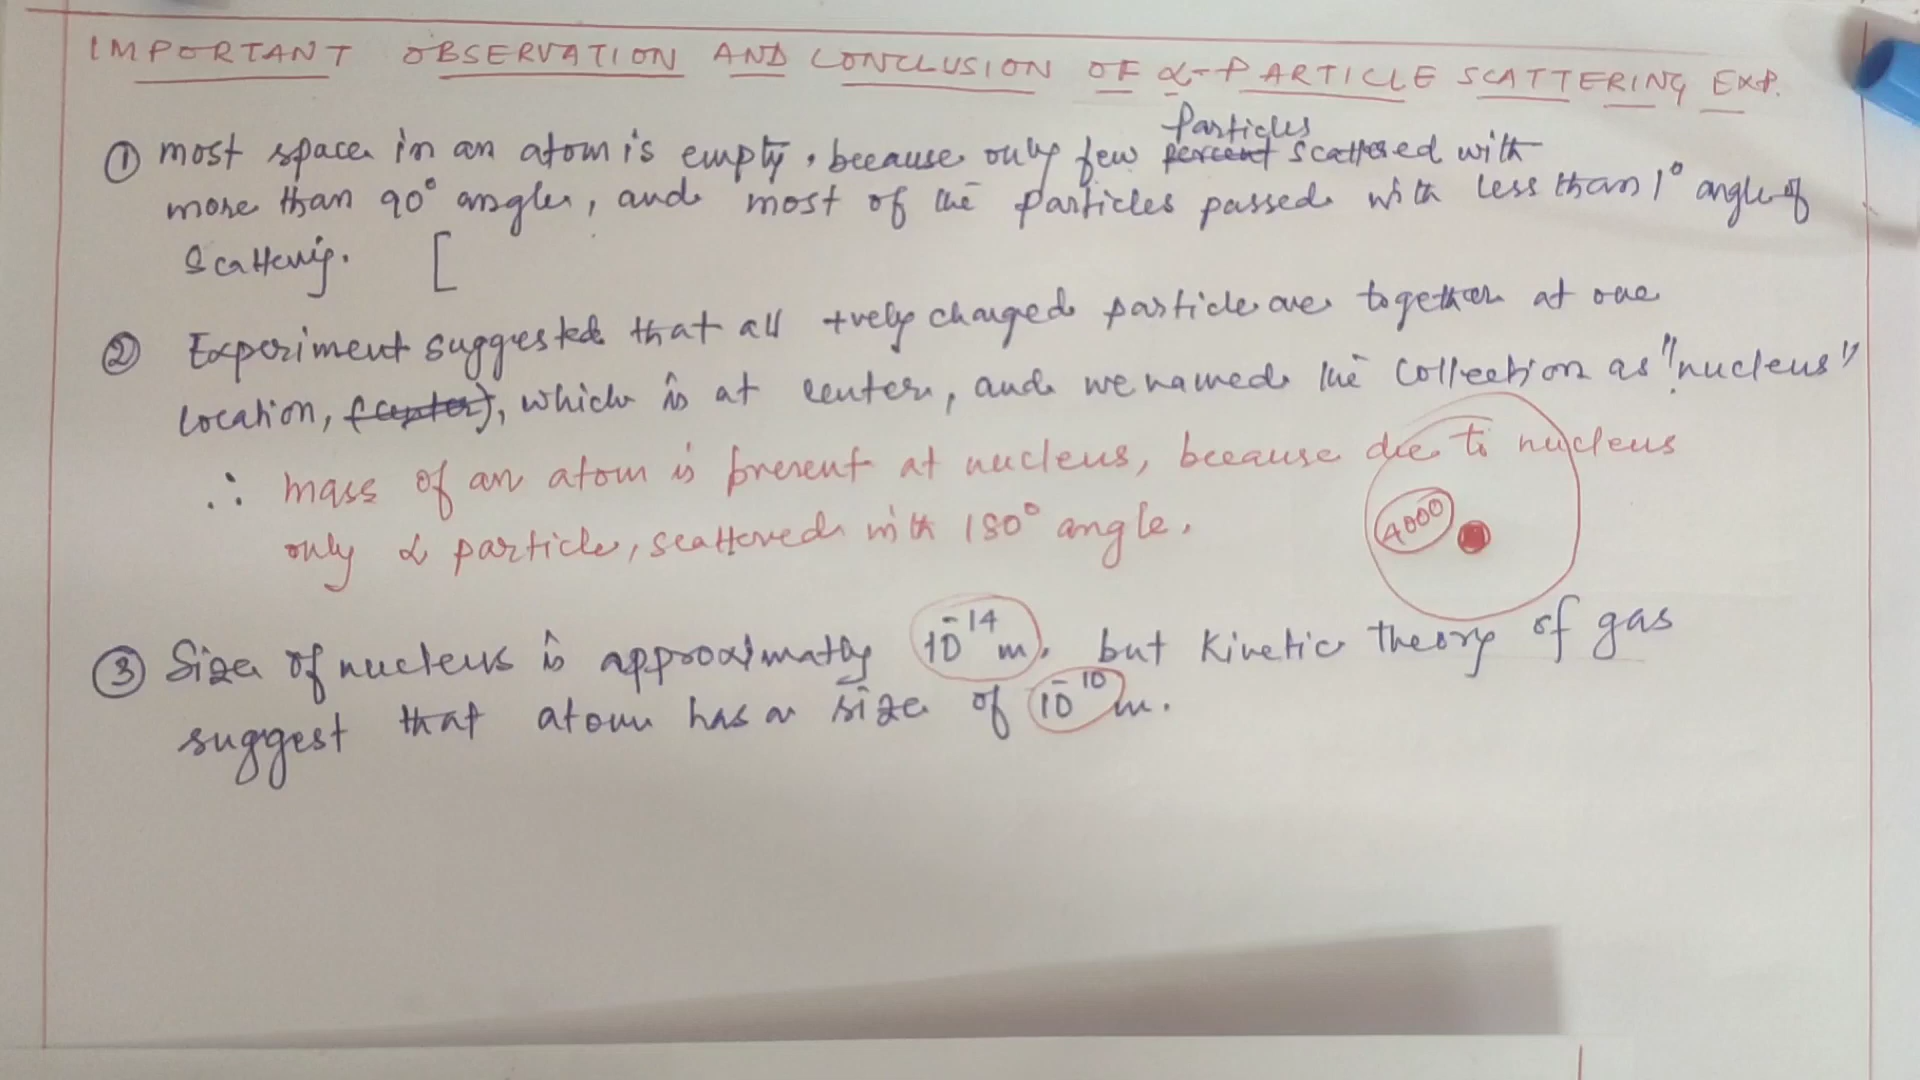 IMPORTANT OBSERVATION AND CONCLUSION OF α-PARTICLE SCATTERING EXP.
① most space in an atom is empty, because only few percent particles scattered with
more than 90° angles, and most of the particles passed with less than 1° angle of
Scattering. [
② Experiment suggested that all +vely charged particle are together at one
location, (center), which is at center, and we named the collection as "nucleus"
∴ mass of an atom is present at nucleus, because due to nucleus
only α particle, scattered with 180° angle.
4000
③ Size of nucleus is approximatly 10⁻¹⁴ m, but Kinetic theory of gas
suggest that atom has a size of 10⁻¹⁰ m.